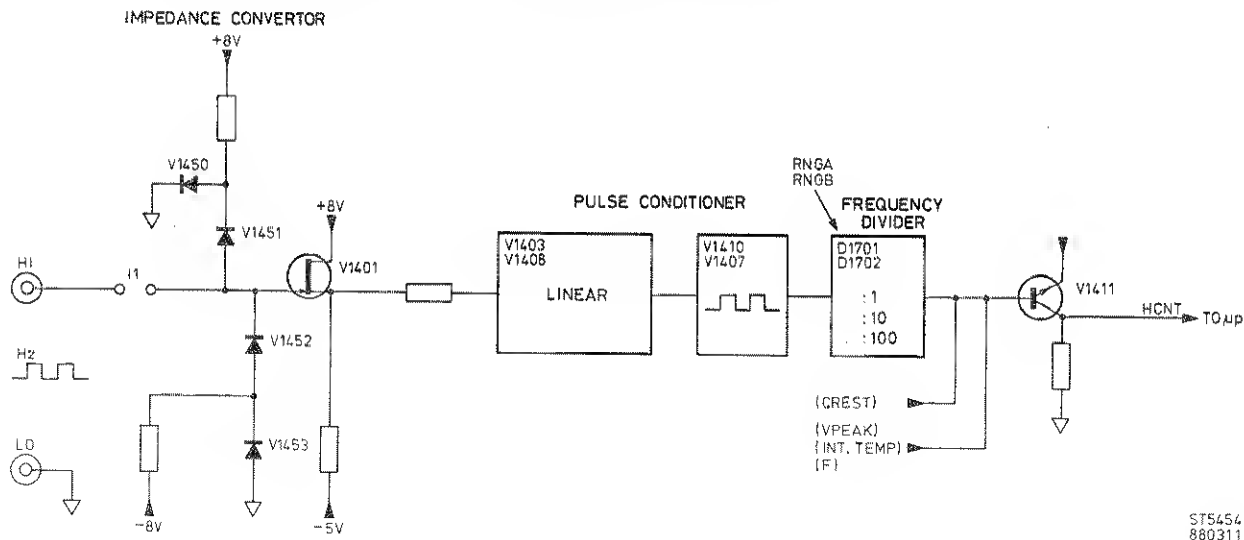 IMPEDANCE CONVERTOR
+8V
V1450
V1451
HI
I1
+8V
V1401
V1452
H2
V1453
LO
-8V
-5V
PULSE CONDITIONER
V1403
V1408
LINEAR
V1410
V1407
RNGA
RNGB
FREQUENCY
DIVIDER
D1701
D1702
:1
:10
:100
V1411
HCNT
TO µp
(CREST)
(VPEAK)
(INT. TEMP)
(F)
ST5454
880311